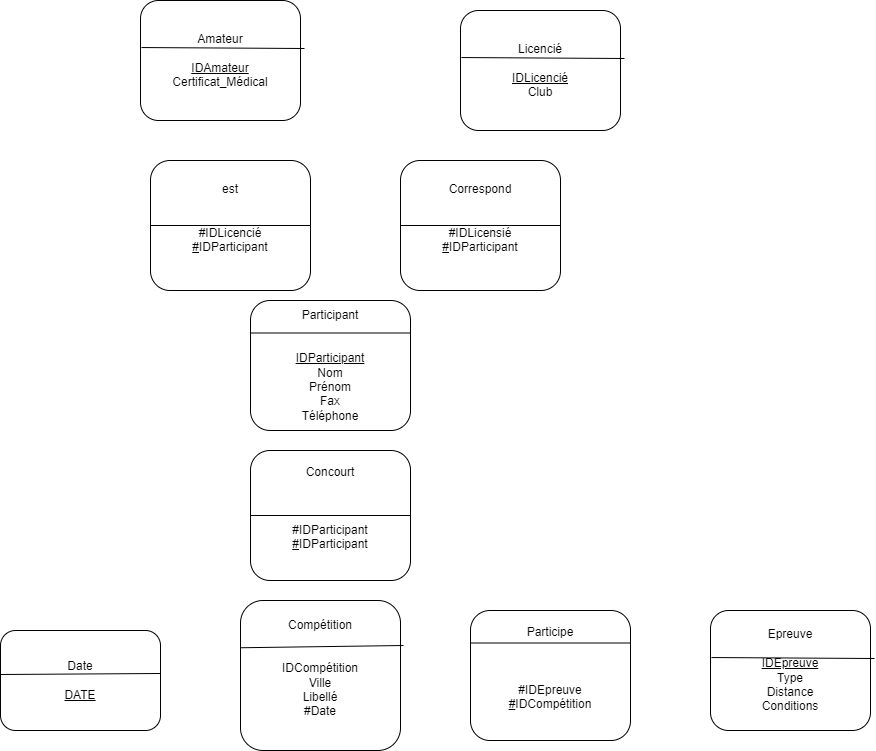 Amateur
IDAmateur
Certificat_Médical
Licencié
IDLicencié
Club
est
#IDLicencié
#IDParticipant
Correspond
#IDLicensié
#IDParticipant
Participant
IDParticipant
Nom
Prénom
Fax
Téléphone
Concourt
#IDParticipant
#IDParticipant
Date
DATE
Compétition
IDCompétition
Ville
Libellé
#Date
Participe
#IDEpreuve
#IDCompétition
Epreuve
IDEpreuve
Type
Distance
Conditions